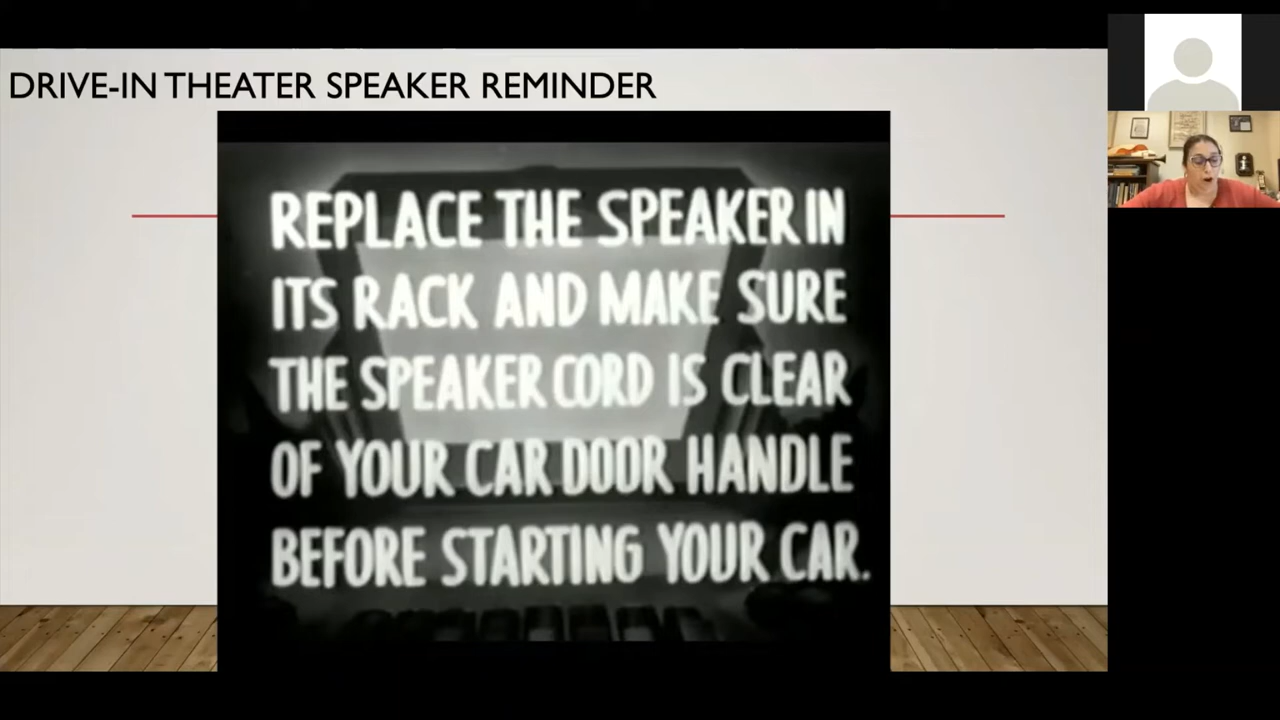 DRIVE-IN THEATER SPEAKER REMINDER
REPLACE THE SPEAKER IN
ITS RACK AND MAKE SURE
THE SPEAKER CORD IS CLEAR
OF YOUR CAR DOOR HANDLE
BEFORE STARTING YOUR CAR.